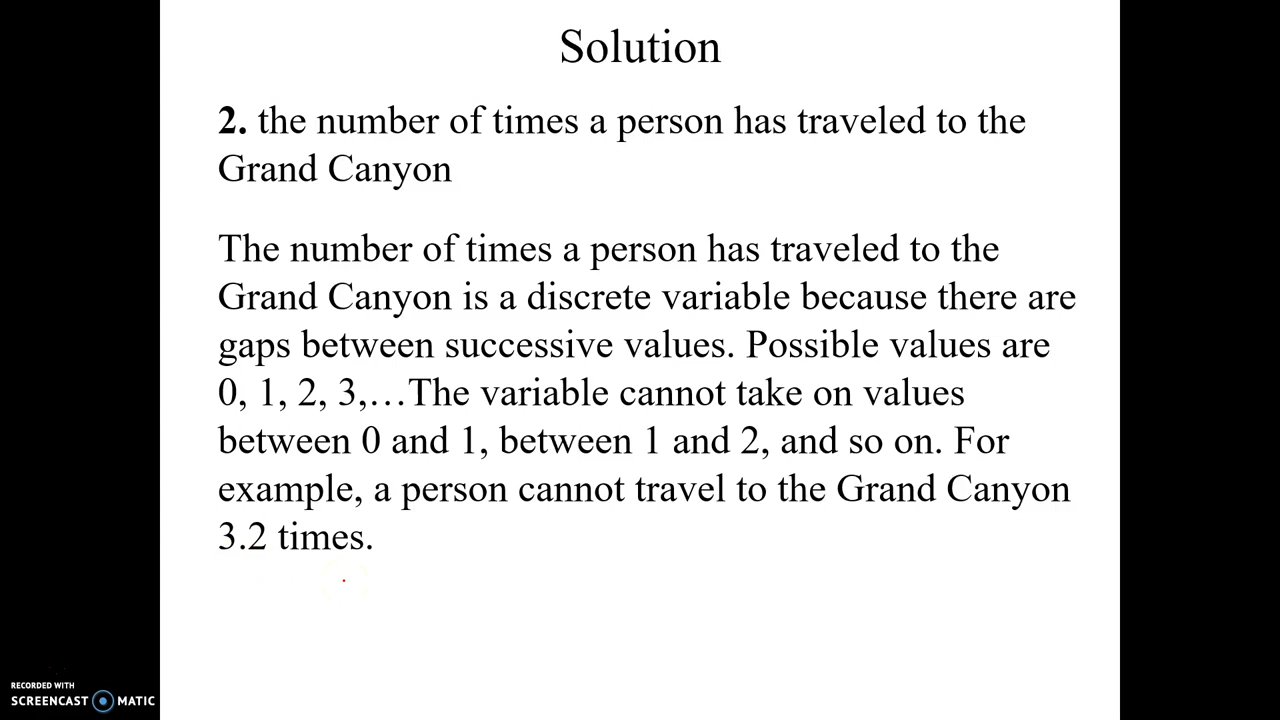 Solution
2. the number of times a person has traveled to the
Grand Canyon
The number of times a person has traveled to the
Grand Canyon is a discrete variable because there are
gaps between successive values. Possible values are
0, 1, 2, 3,…The variable cannot take on values
between 0 and 1, between 1 and 2, and so on. For
example, a person cannot travel to the Grand Canyon
3.2 times.
RECORDED WITH
SCREENCAST MATIC